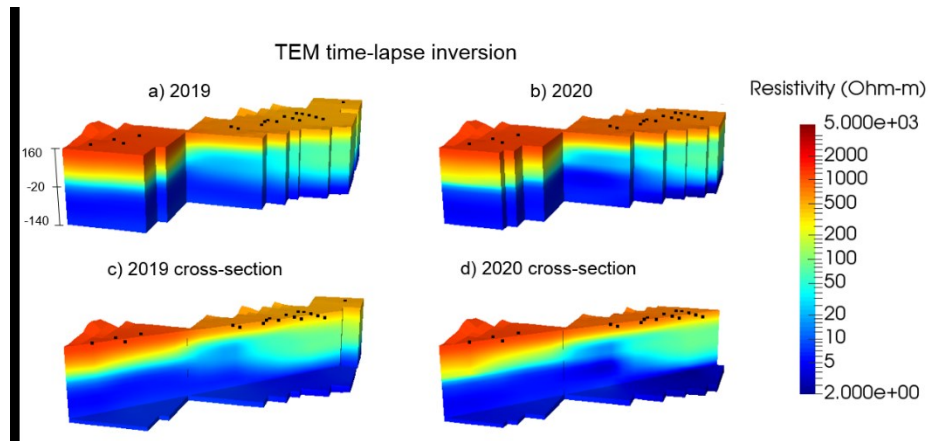 TEM time-lapse inversion
a) 2019
b) 2020
Resistivity (Ohm-m)
160
-20
-140
c) 2019 cross-section
d) 2020 cross-section
5.000e+03
2000
1000
500
200
100
50
20
10
5
2.000e+00